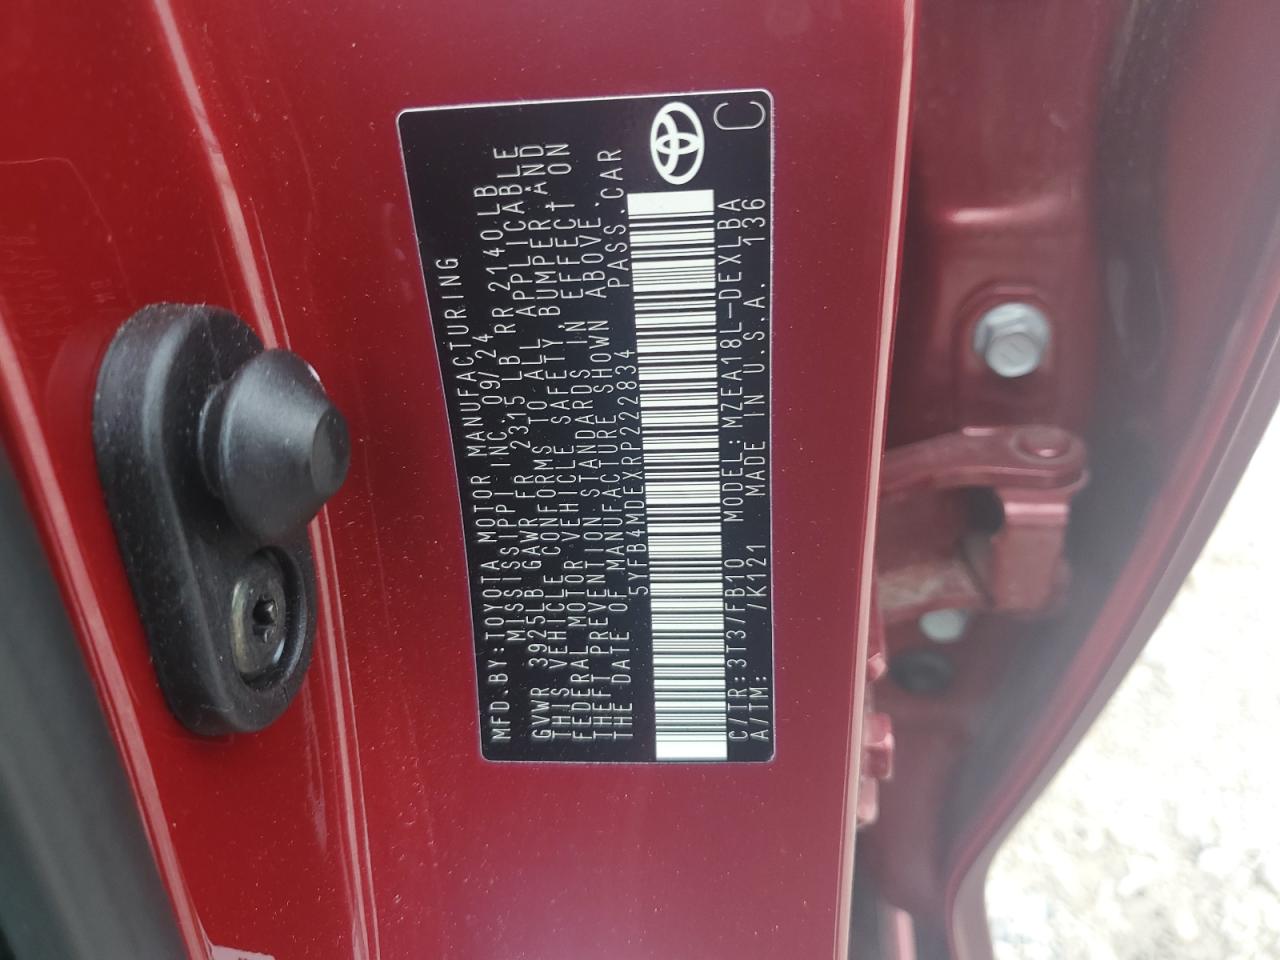 MFD.BY:TOYOTA MOTOR MANUFACTURING
MISSISSIPPI INC. 09/24
GVWR 3925LB GAWR FR 2315 LB RR 2140LB
THIS VEHICLE CONFORMS TO ALL APPLICABLE
FEDERAL MOTOR VEHICLE SAFETY, BUMPER, AND
THEFT PREVENTION STANDARDS IN EFFECT ON
THE DATE OF MANUFACTURE SHOWN ABOVE.
5YFB4MDEXRP222834 PASS.CAR
C/TR:3T3/FB10 MODEL:MZEA18L-DEXLBA
A/TM: /K121 MADE IN U.S.A. 136
C